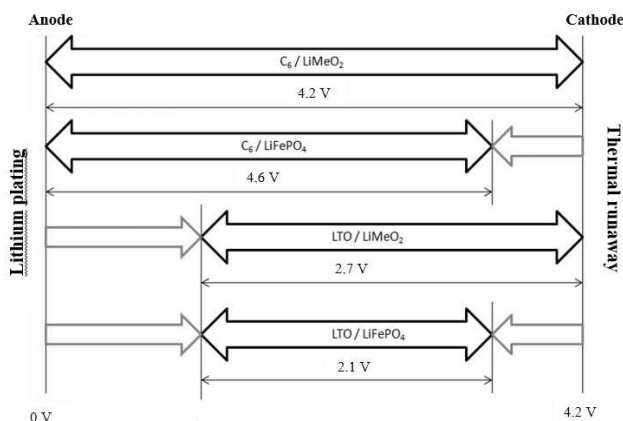 Anode
Cathode
C₆ / LiMeO₂
4.2 V
C₆ / LiFePO₄
4.6 V
LTO / LiMeO₂
2.7 V
LTO / LiFePO₄
2.1 V
Lithium plating
Thermal runaway
0 V
4.2 V